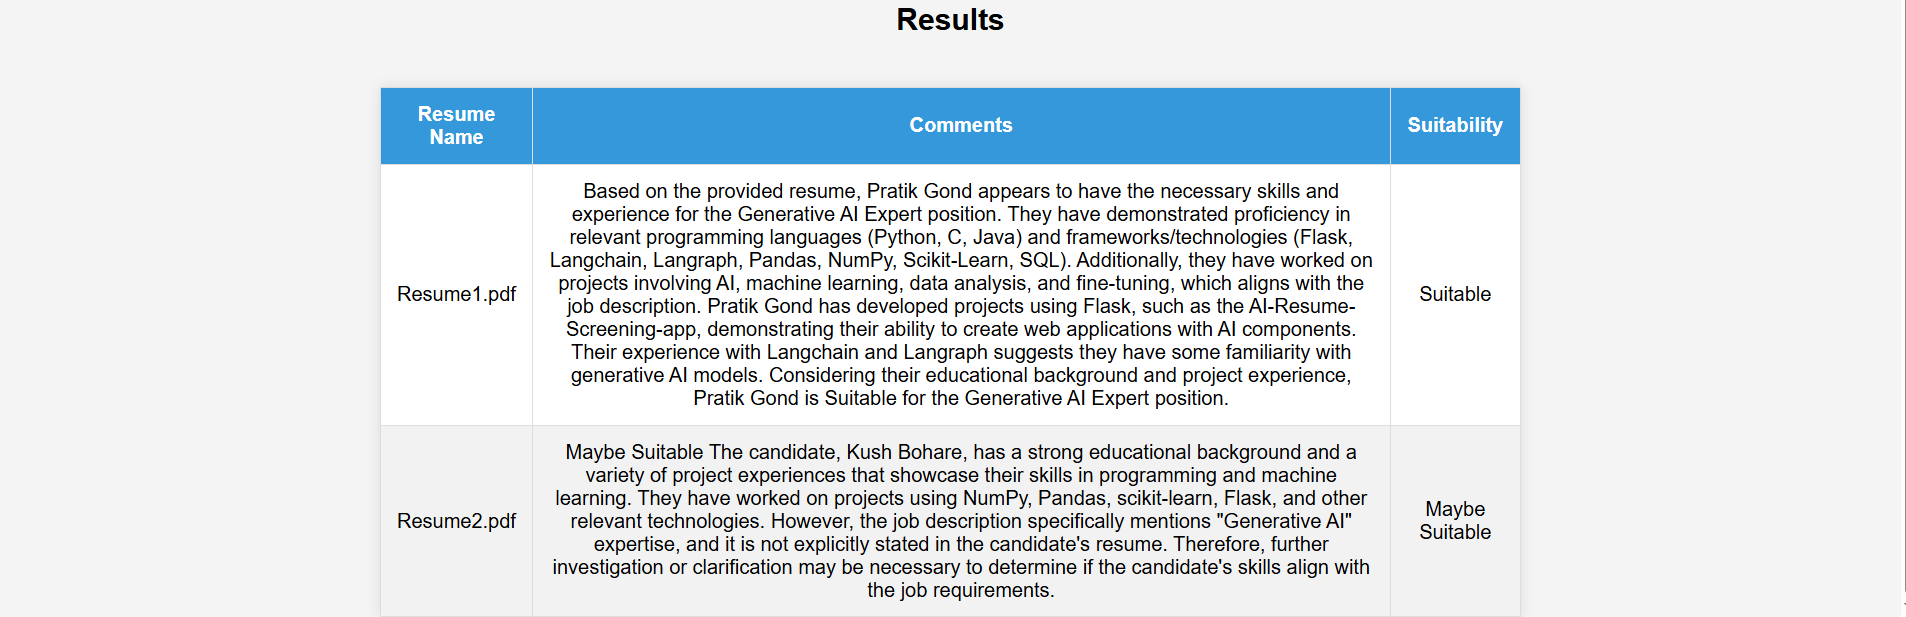 Results
Resume
Name
Comments
Suitability
Resume1.pdf
Based on the provided resume, Pratik Gond appears to have the necessary skills and
experience for the Generative AI Expert position. They have demonstrated proficiency in
relevant programming languages (Python, C, Java) and frameworks/technologies (Flask,
Langchain, Langraph, Pandas, NumPy, Scikit-Learn, SQL). Additionally, they have worked on
projects involving AI, machine learning, data analysis, and fine-tuning, which aligns with the
job description. Pratik Gond has developed projects using Flask, such as the AI-Resume-
Screening-app, demonstrating their ability to create web applications with AI components.
Their experience with Langchain and Langraph suggests they have some familiarity with
generative AI models. Considering their educational background and project experience,
Pratik Gond is Suitable for the Generative AI Expert position.
Suitable
Resume2.pdf
Maybe Suitable The candidate, Kush Bohare, has a strong educational background and a
variety of project experiences that showcase their skills in programming and machine
learning. They have worked on projects using NumPy, Pandas, scikit-learn, Flask, and other
relevant technologies. However, the job description specifically mentions "Generative AI"
expertise, and it is not explicitly stated in the candidate's resume. Therefore, further
investigation or clarification may be necessary to determine if the candidate's skills align with
the job requirements.
Maybe
Suitable